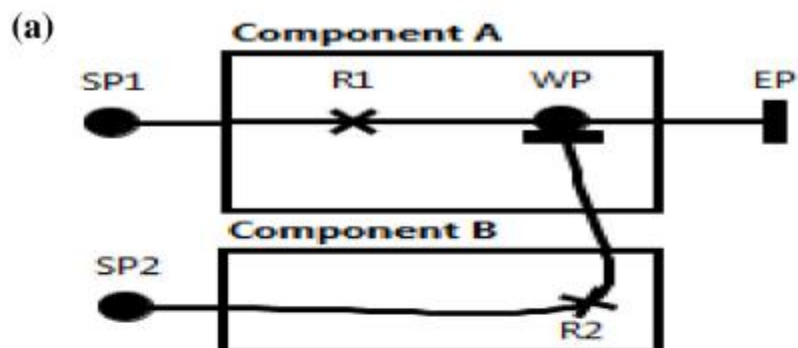 (a)
Component A
SP1
R1
WP
EP
Component B
SP2
R2